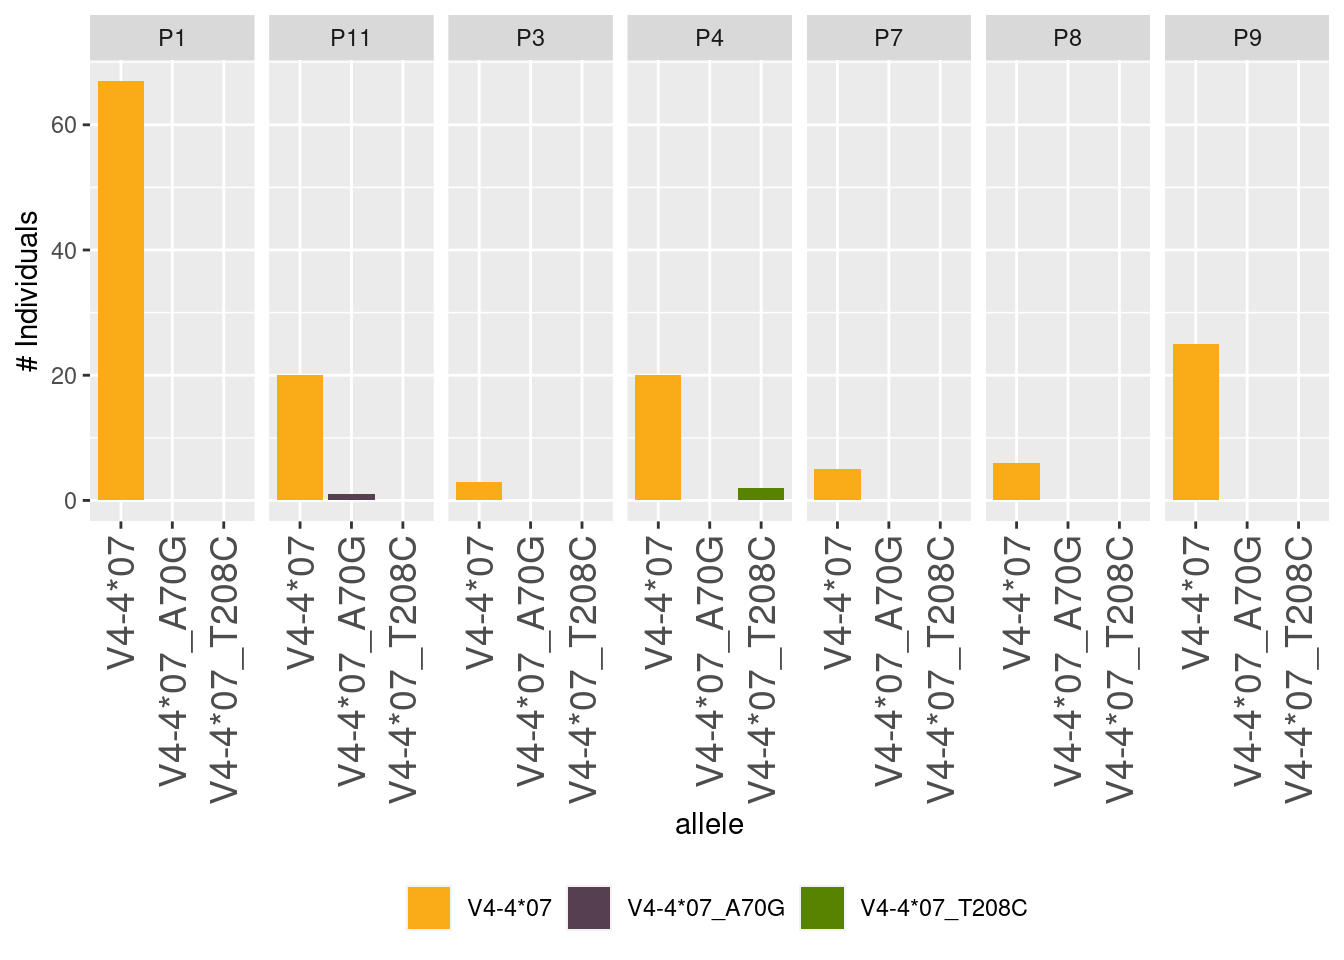 P1 P11 P3 P4 P7 P8 P9
# Individuals
60
40
20
0
V4-4*07 V4-4*07_A70G V4-4*07_T208C V4-4*07 V4-4*07_A70G V4-4*07_T208C V4-4*07 V4-4*07_A70G V4-4*07_T208C V4-4*07 V4-4*07_A70G V4-4*07_T208C V4-4*07 V4-4*07_A70G V4-4*07_T208C V4-4*07 V4-4*07_A70G V4-4*07_T208C V4-4*07 V4-4*07_A70G V4-4*07_T208C
allele
V4-4*07 V4-4*07_A70G V4-4*07_T208C